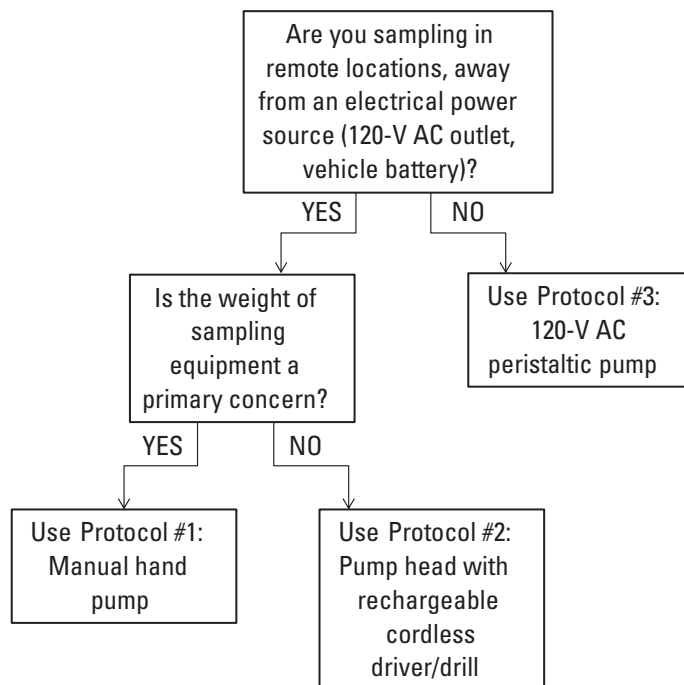 Are you sampling in
remote locations, away
from an electrical power
source (120-V AC outlet,
vehicle battery)?
YES
NO
Is the weight of
sampling
equipment a
primary concern?
Use Protocol #3:
120-V AC
peristaltic pump
YES
NO
Use Protocol #1:
Manual hand
pump
Use Protocol #2:
Pump head with
rechargeable
cordless
driver/drill